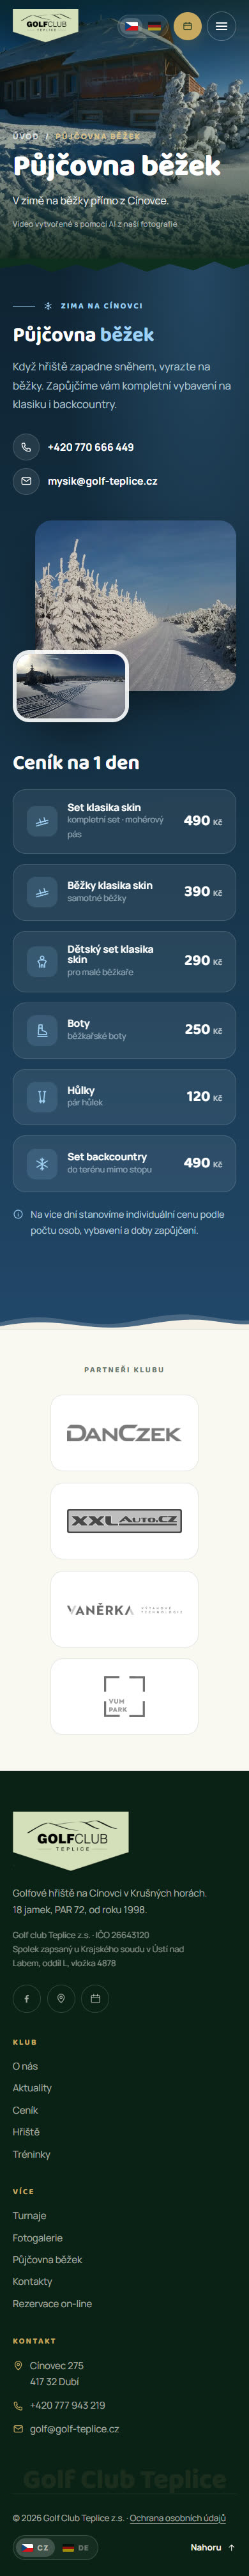 GOLFCLUB
TEPLICE
ÚVOD / PŮJČOVNA BĚŽEK
Půjčovna běžek
V zimě na běžky přímo z Cínovce.
Video vytvořené s pomocí AI z naší fotografie
ZIMA NA CÍNOVCI
Půjčovna běžek
Když hřiště zapadne sněhem, vyrazte na
běžky. Zapůjčíme vám kompletní vybavení na
klasiku i backcountry.
+420 770 666 449
mysik@golf-teplice.cz
Ceník na 1 den
Set klasika skin
kompletní set · mohérový
pás
490 Kč
Běžky klasika skin
samotné běžky
390 Kč
Dětský set klasika
skin
pro malé běžkaře
290 Kč
Boty
běžkařské boty
250 Kč
Hůlky
pár hůlek
120 Kč
Set backcountry
do terénu mimo stopu
490 Kč
Na více dní stanovíme individuální cenu podle
počtu osob, vybavení a doby zapůjčení.
PARTNEŘI KLUBU
DANCZEK
XXLAUTO.CZ
VANĚRKA VÝTAHOVÉ
TECHNOLOGIE
VUM
PARK
GOLFCLUB
TEPLICE
Golfové hřiště na Cínovci v Krušných horách.
18 jamek, PAR 72, od roku 1998.
Golf club Teplice z.s. · IČO 26643120
Spolek zapsaný u Krajského soudu v Ústí nad
Labem, oddíl L, vložka 4878
KLUB
O nás
Aktuality
Ceník
Hřiště
Tréninky
VÍCE
Turnaje
Fotogalerie
Půjčovna běžek
Kontakty
Rezervace on-line
KONTAKT
Cínovec 275
417 32 Dubí
+420 777 943 219
golf@golf-teplice.cz
Golf Club Teplice
© 2026 Golf Club Teplice z.s. · Ochrana osobních údajů
CZ DE
Nahoru ↑